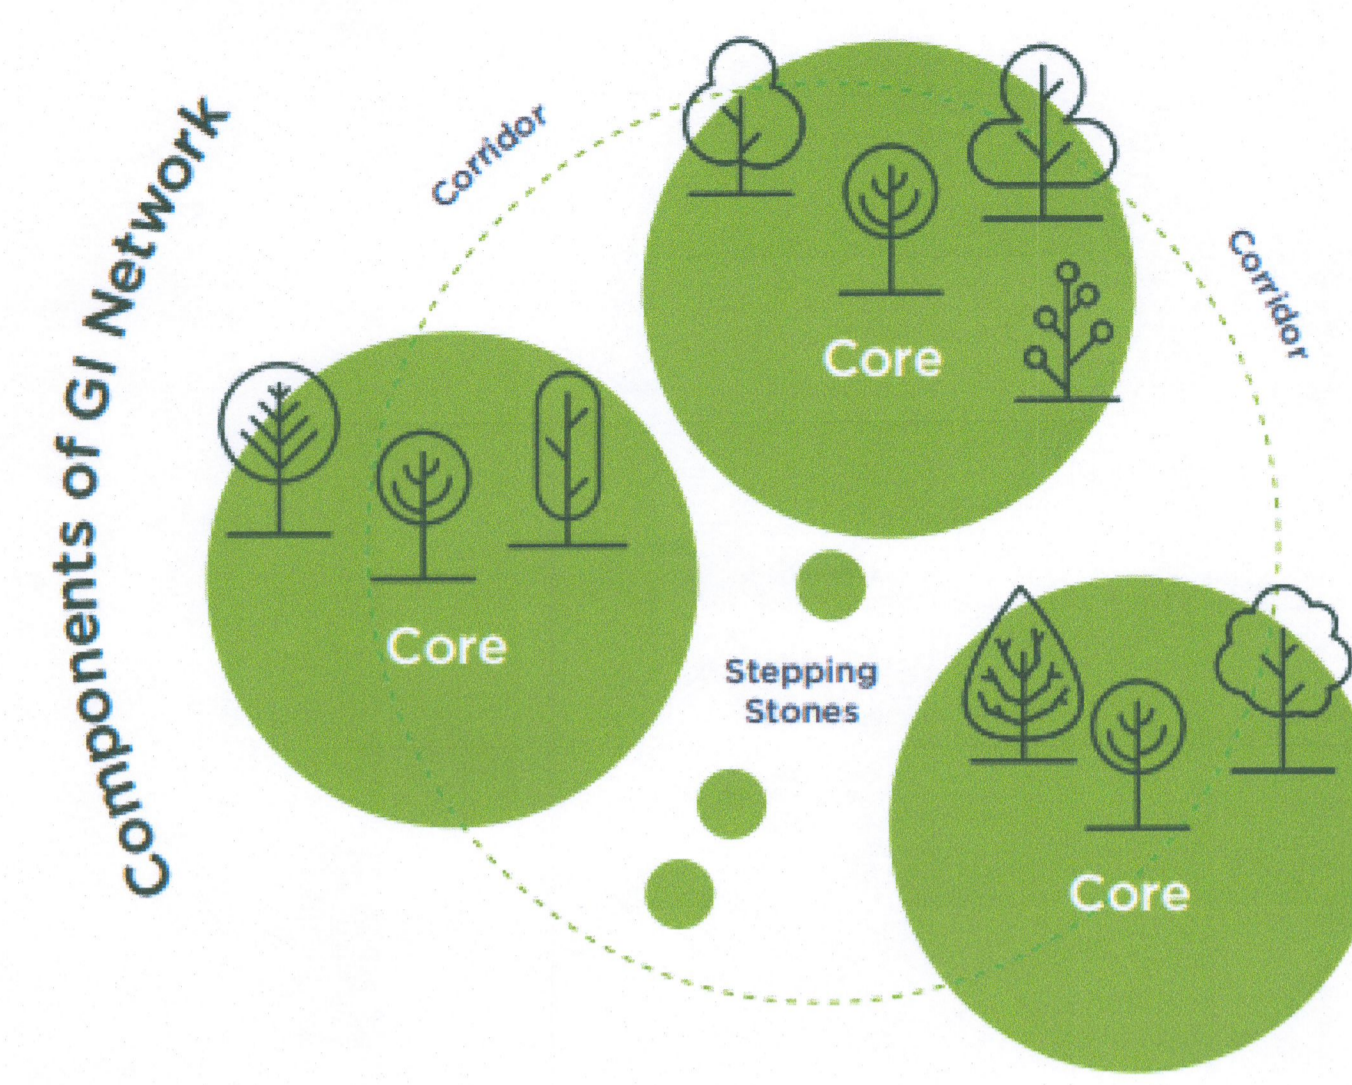 Components of GI Network
Corridor
Corridor
Core
Core
Stepping
Stones
Core